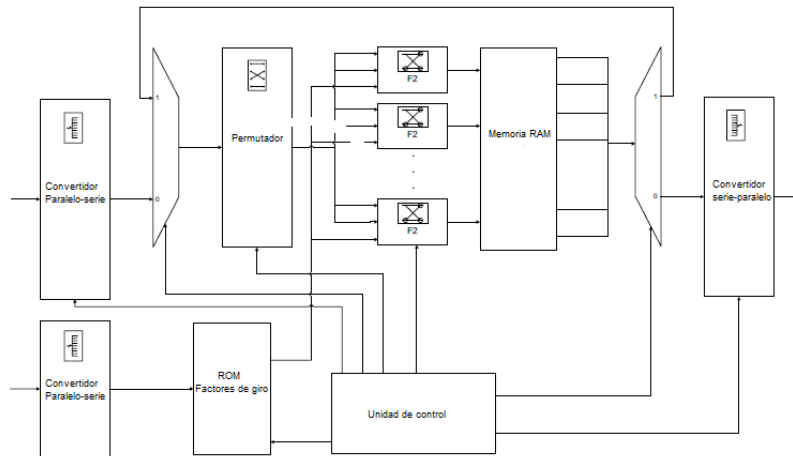 1
0
Convertidor
Paralelo-serie
Permutador
F2
F2
F2
Memoria RAM
1
0
Convertidor
serie-paralelo
Convertidor
Paralelo-serie
ROM
Factores de giro
Unidad de control